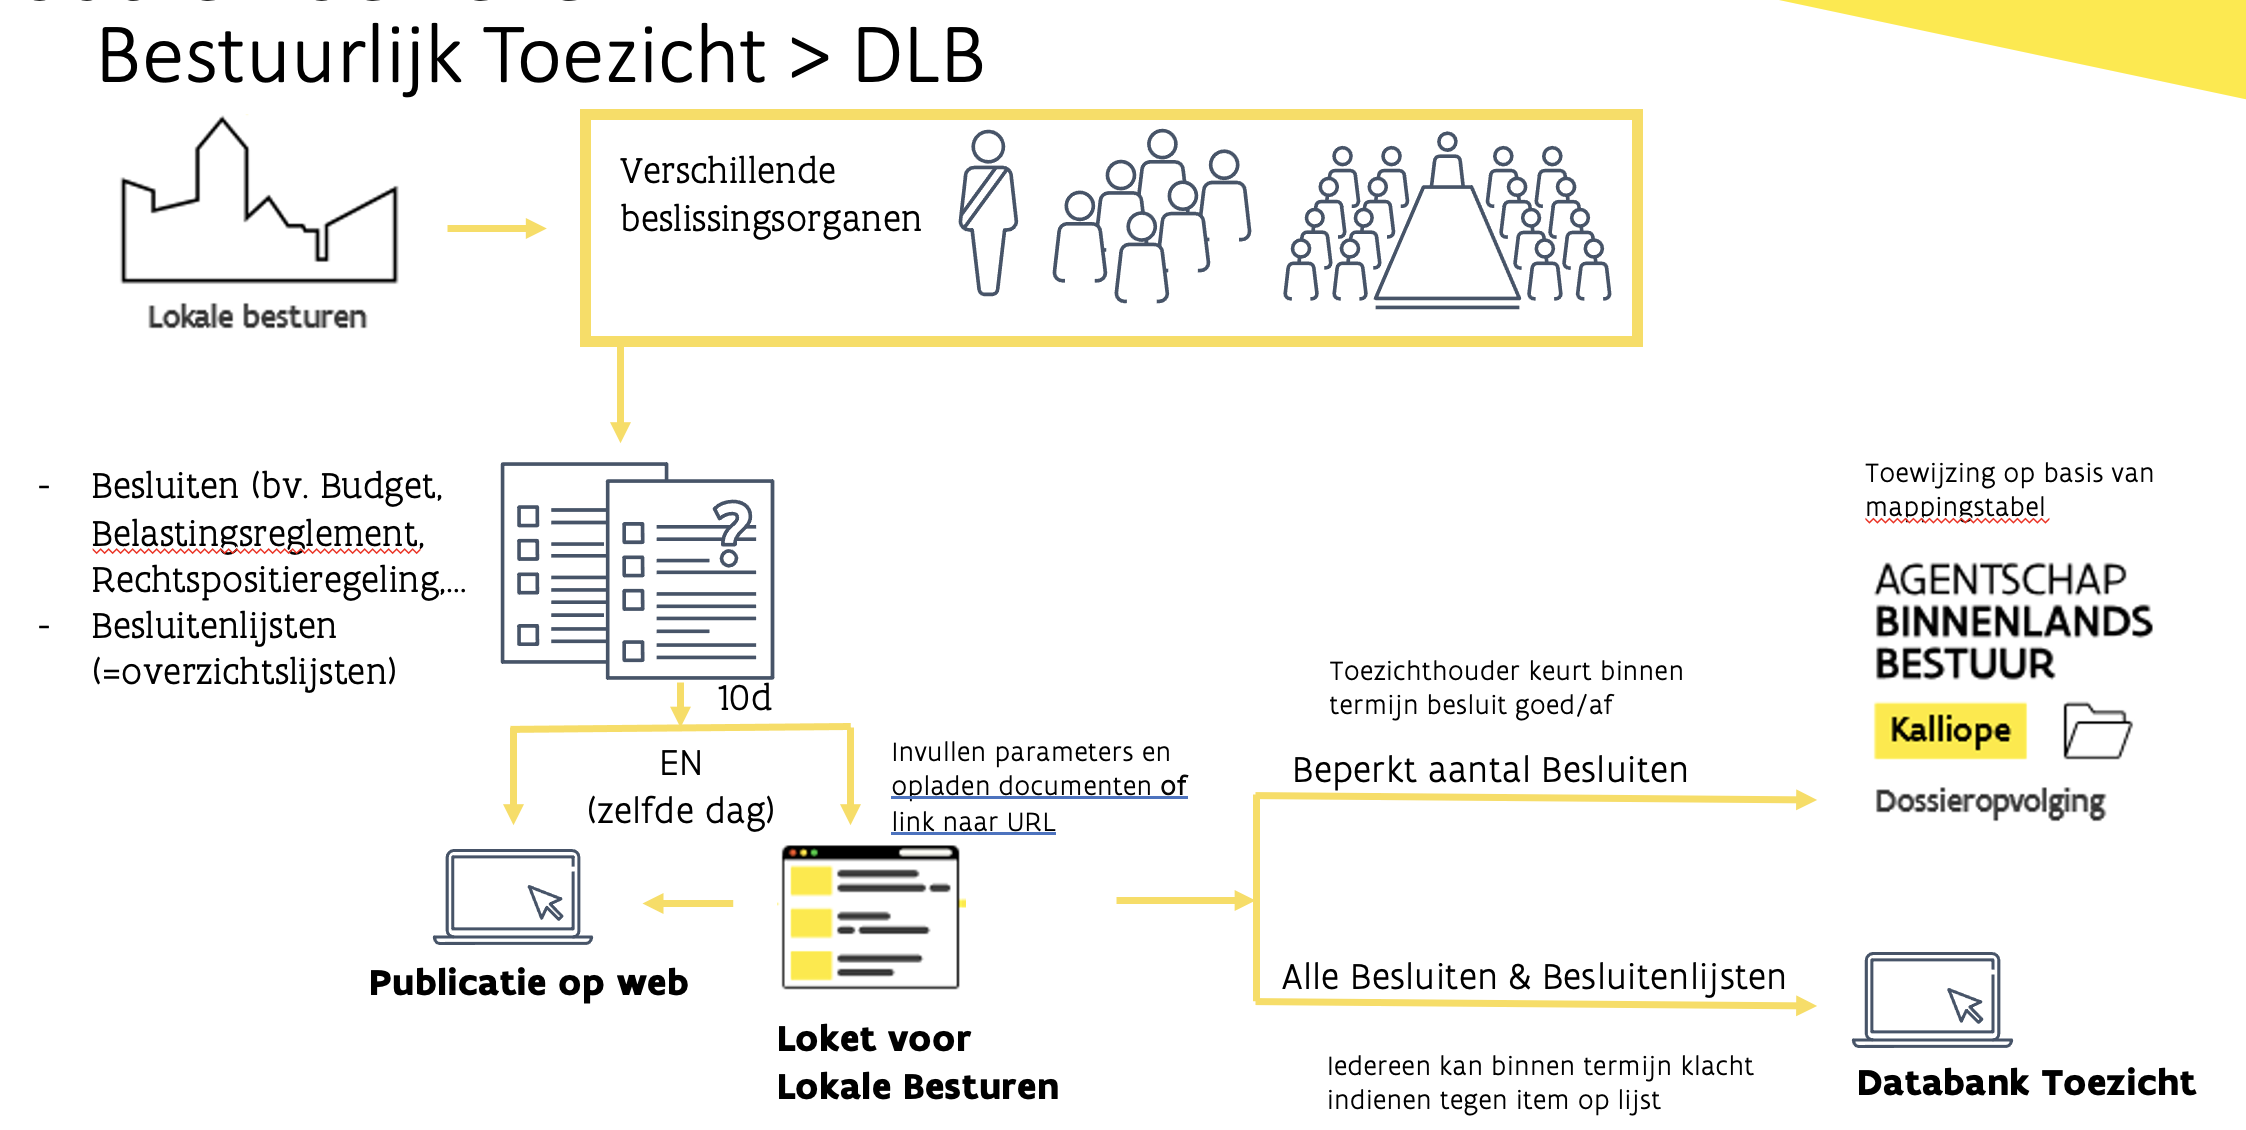 Bestuurlijk Toezicht > DLB
Verschillende
beslissingsorganen
Lokale besturen
- Besluiten (bv. Budget,
Belastingsreglement,
Rechtspositieregeling,...
- Besluitenlijsten
(=overzichtslijsten)
10d
EN
(zelfde dag)
Invullen parameters en
opladen documenten of
link naar URL
Publicatie op web
Loket voor
Lokale Besturen
Toezichthouder keurt binnen
termijn besluit goed/af
Beperkt aantal Besluiten
Alle Besluiten & Besluitenlijsten
Iedereen kan binnen termijn klacht
indienen tegen item op lijst
Toewijzing op basis van
mappingstabel
AGENTSCHAP
BINNENLANDS
BESTUUR
Kalliope
Dossieropvolging
Databank Toezicht